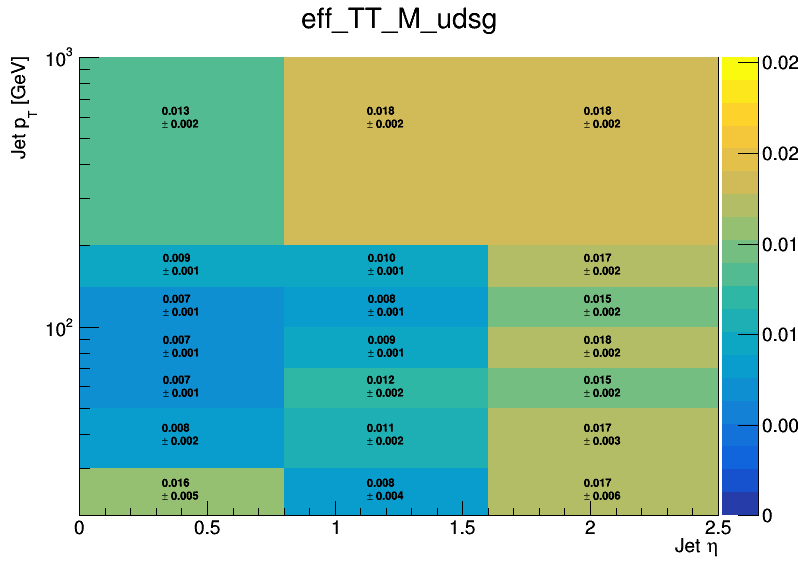 eff_TT_M_udsg
Jet p_T [GeV]
10^3
10^2
0.013 0.018 0.018
± 0.002 ± 0.002 ± 0.002
0.009 0.010 0.017
± 0.001 ± 0.001 ± 0.002
0.007 0.008 0.015
± 0.001 ± 0.001 ± 0.002
0.007 0.009 0.018
± 0.001 ± 0.001 ± 0.002
0.007 0.012 0.015
± 0.001 ± 0.002 ± 0.002
0.008 0.011 0.017
± 0.002 ± 0.002 ± 0.003
0.016 0.008 0.017
± 0.005 ± 0.004 ± 0.006
0 0.5 1 1.5 2 2.5
Jet η
0.02
0.02
0.01
0.01
0.00
0